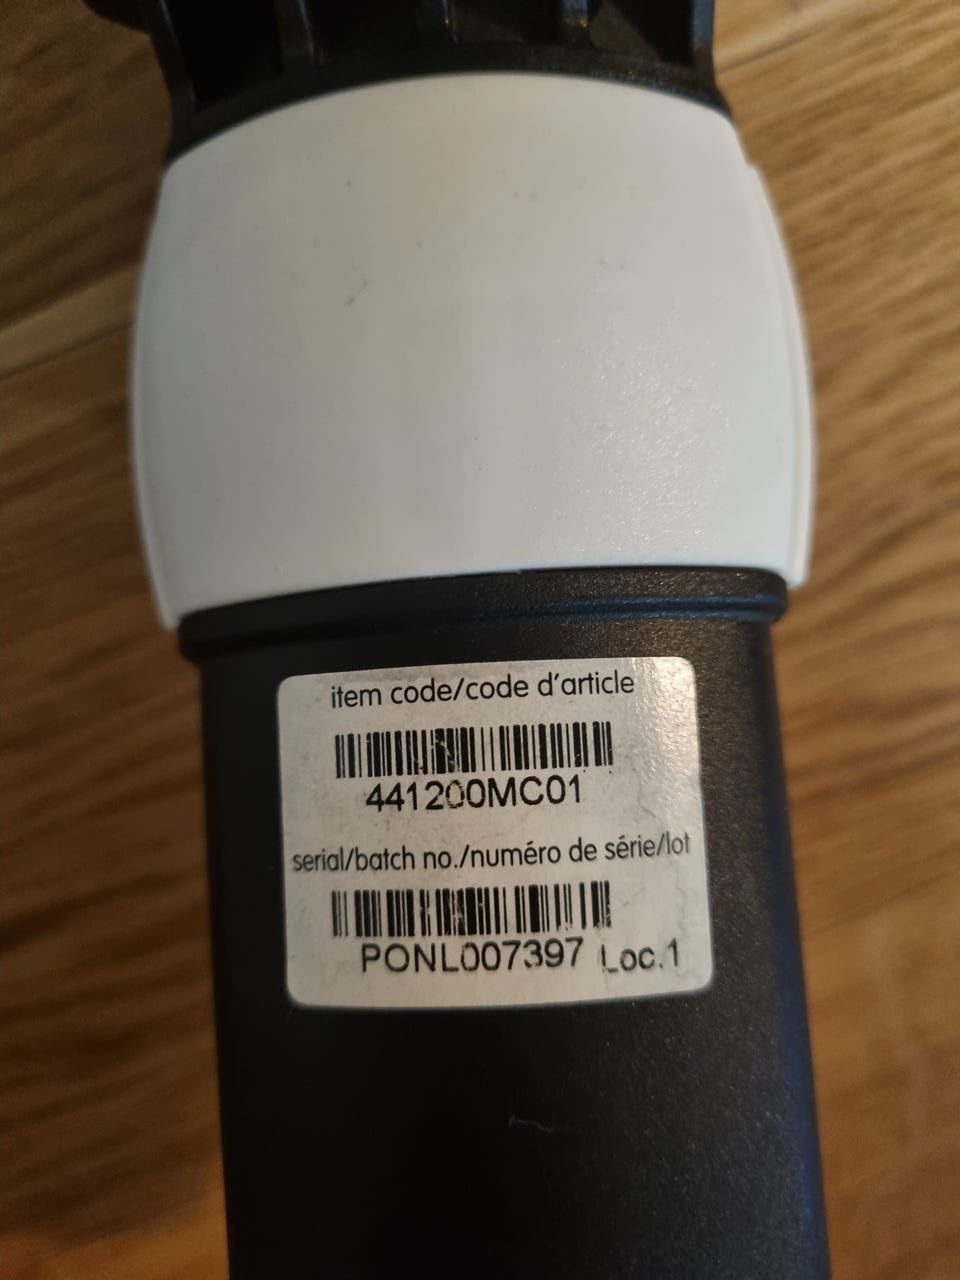 item code/code d'article
441200MC01
serial/batch no./numéro de série/lot
PONL007397 Loc.1